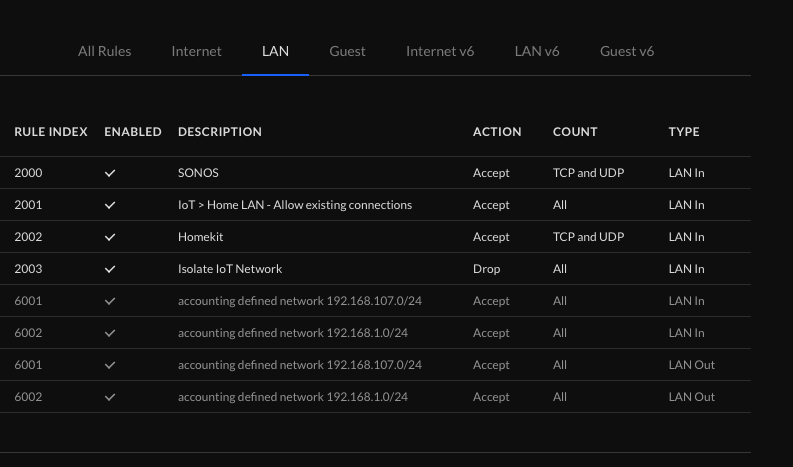 All Rules Internet LAN Guest Internet v6 LAN v6 Guest v6
RULE INDEX ENABLED DESCRIPTION ACTION COUNT TYPE
2000 SONOS Accept TCP and UDP LAN In
2001 IoT > Home LAN - Allow existing connections Accept All LAN In
2002 Homekit Accept TCP and UDP LAN In
2003 Isolate IoT Network Drop All LAN In
6001 accounting defined network 192.168.107.0/24 Accept All LAN In
6002 accounting defined network 192.168.1.0/24 Accept All LAN In
6001 accounting defined network 192.168.107.0/24 Accept All LAN Out
6002 accounting defined network 192.168.1.0/24 Accept All LAN Out